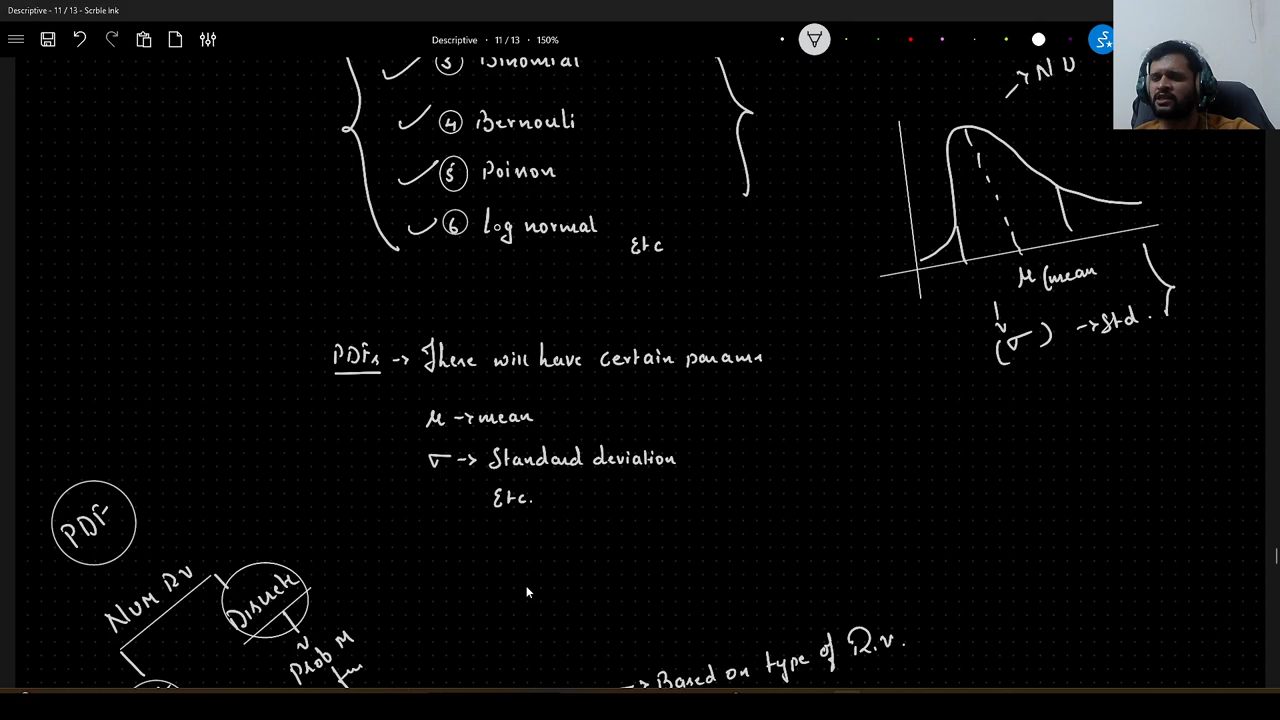 Descriptive - 11 / 13 - Scrble Ink
Descriptive • 11 / 13 • 150%
③ Binomial
④ Bernouli
⑤ Poisson
⑥ log normal
Etc
→ N D
μ (mean
(σ) → Std.
PDFs → There will have certain params
μ → mean
σ → Standard deviation
Etc.
PDF
Num RV
Discrete
Prob M
fun
→ Based on type of R.v.